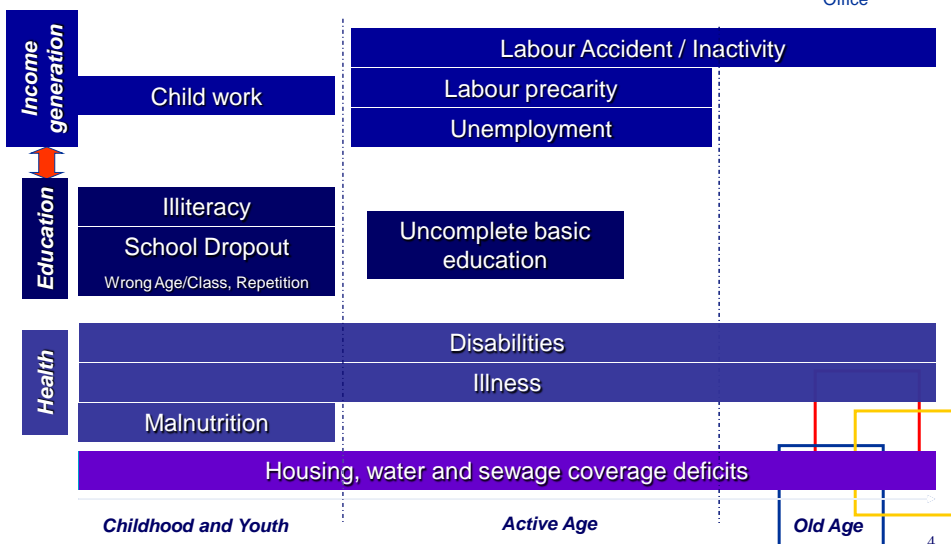 Office
Income
generation
Labour Accident / Inactivity
Child work
Labour precarity
Unemployment
Education
Illiteracy
School Dropout
Wrong Age/Class, Repetition
Uncomplete basic
education
Health
Disabilities
Illness
Malnutrition
Housing, water and sewage coverage deficits
Childhood and Youth
Active Age
Old Age
4